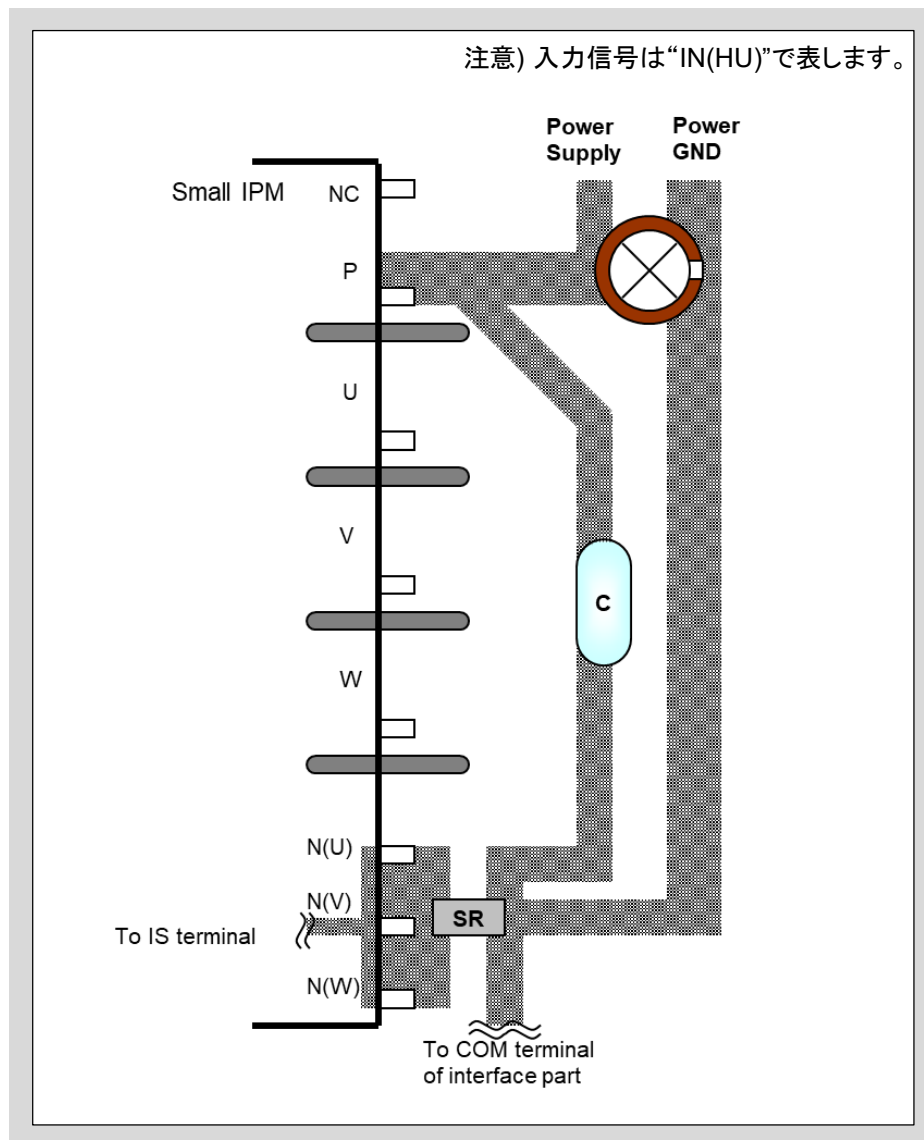 注意) 入力信号は“IN(HU)”で表します。
Power
Supply
Power
GND
Small IPM
NC
P
U
V
C
W
N(U)
N(V)
SR
To IS terminal
N(W)
To COM terminal
of interface part